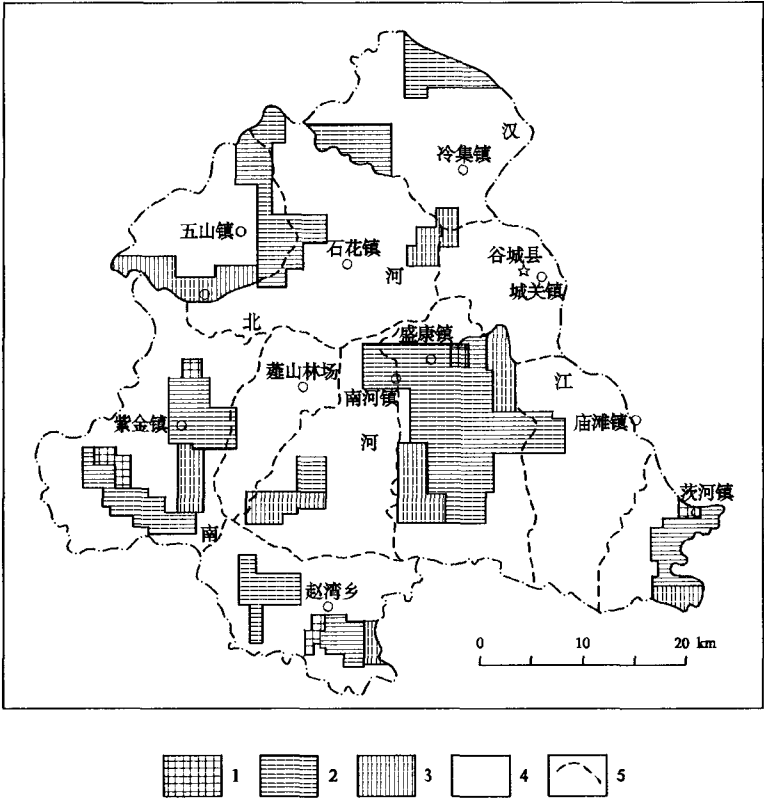 汉
冷集镇
五山镇
石花镇
谷城县
河
城关镇
北
盛康镇
薤山林场
江
南河镇
紫金镇
庙滩镇
河
茨河镇
南
赵湾乡
0 10 20 km
1 2 3 4 5